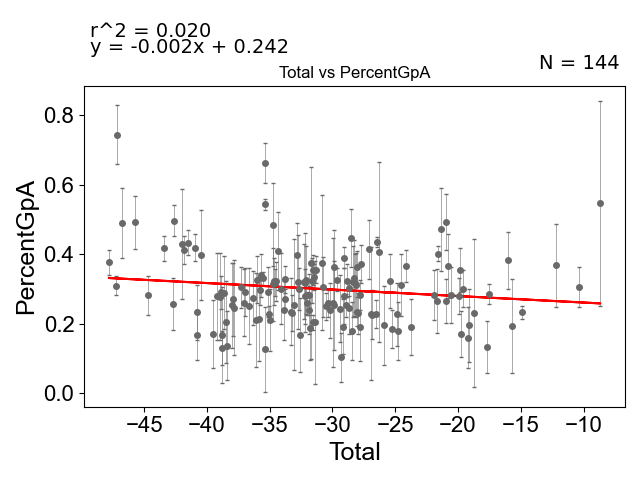 r^2 = 0.020
y = -0.002x + 0.242
N = 144
Total vs PercentGpA
PercentGpA
0.8
0.6
0.4
0.2
0.0
−45
−40
−35
−30
−25
−20
−15
−10
Total